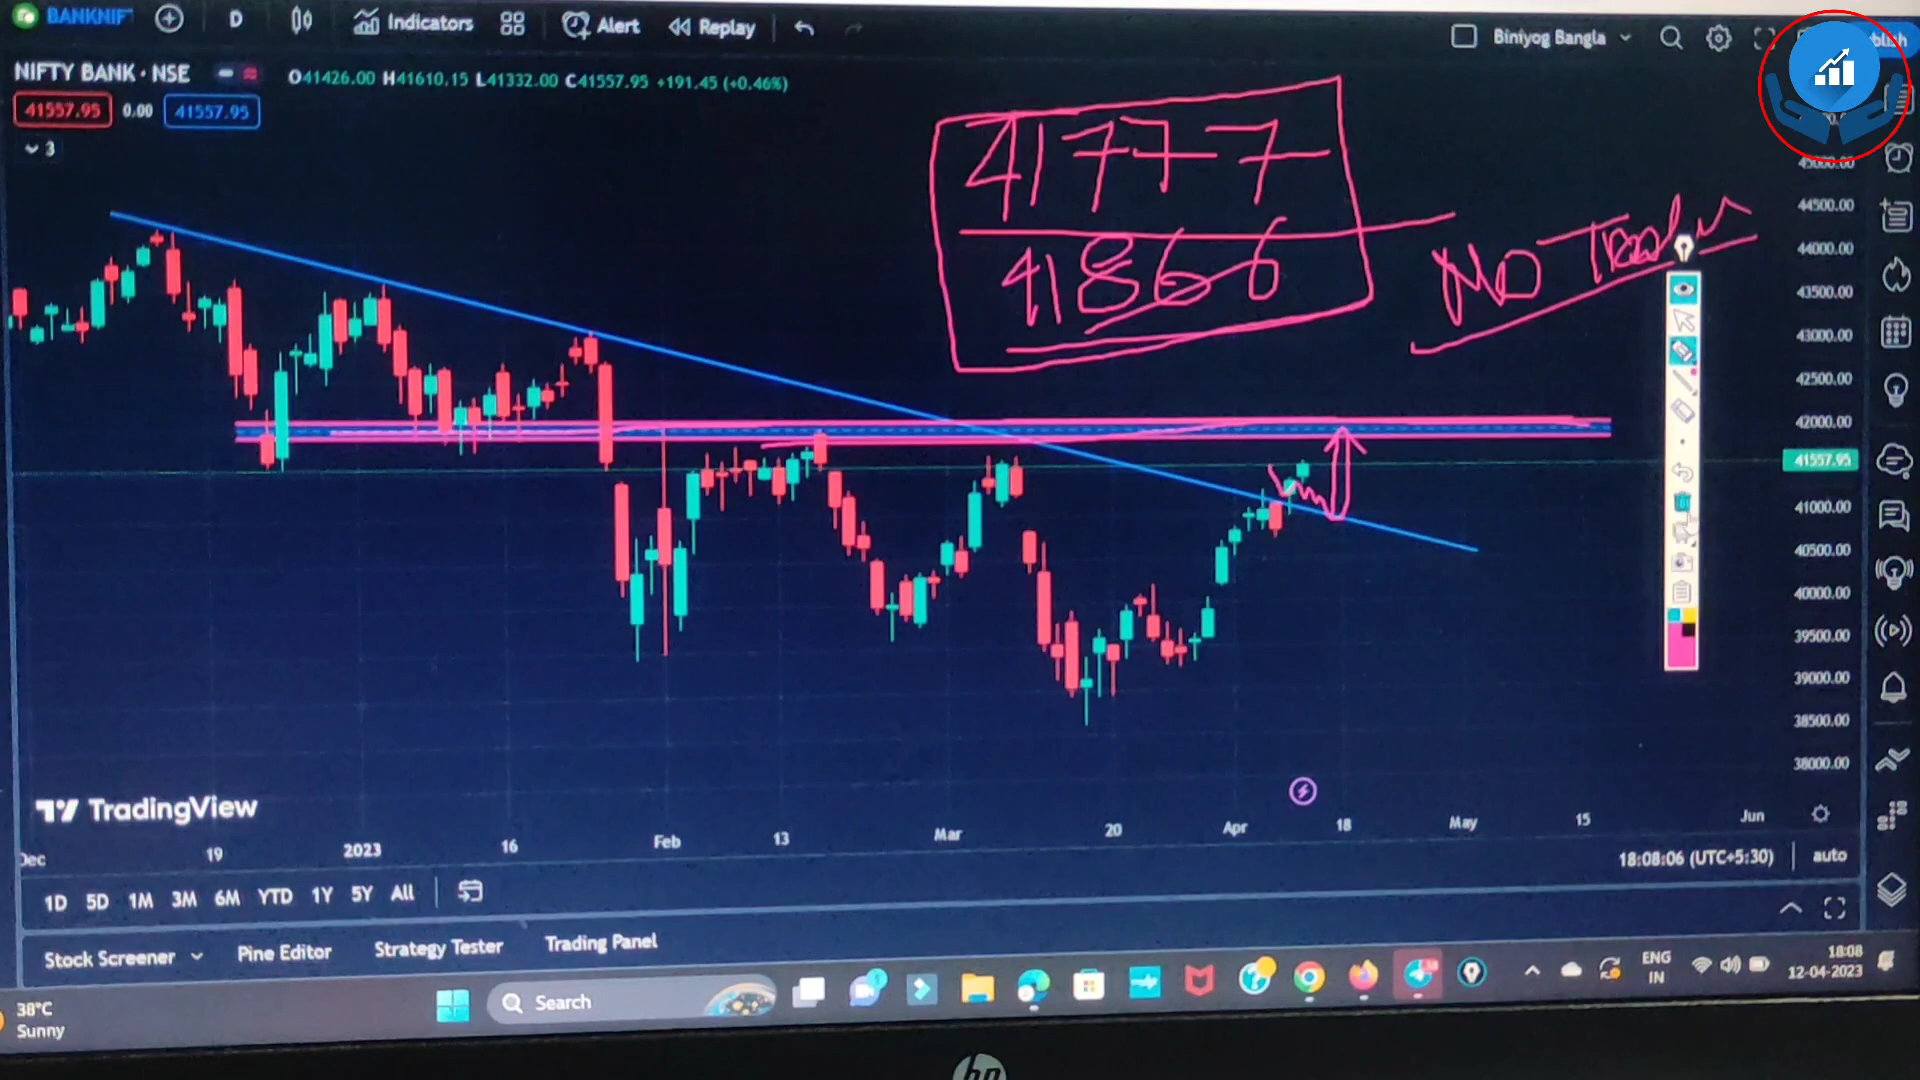 BANKNIF
D
Indicators
Alert
Replay
Biniyog Bangla
blish
NIFTY BANK · NSE
O41426.00 H41610.15 L41332.00 C41557.95 +191.45 (+0.46%)
41557.95 0.00 41557.95
3
41777
41866
No
45000.00
44500.00
44000.00
43500.00
43000.00
42500.00
42000.00
41557.95
41000.00
40500.00
40000.00
39500.00
39000.00
38500.00
38000.00
TradingView
Dec 19 2023 16 Feb 13 Mar 20 Apr 18 May 15 Jun
18:08:06 (UTC+5:30) auto
1D 5D 1M 3M 6M YTD 1Y 5Y All
Stock Screener Pine Editor Strategy Tester Trading Panel
38°C
Sunny
Search
ENG
IN
18:08
12-04-2023
hp